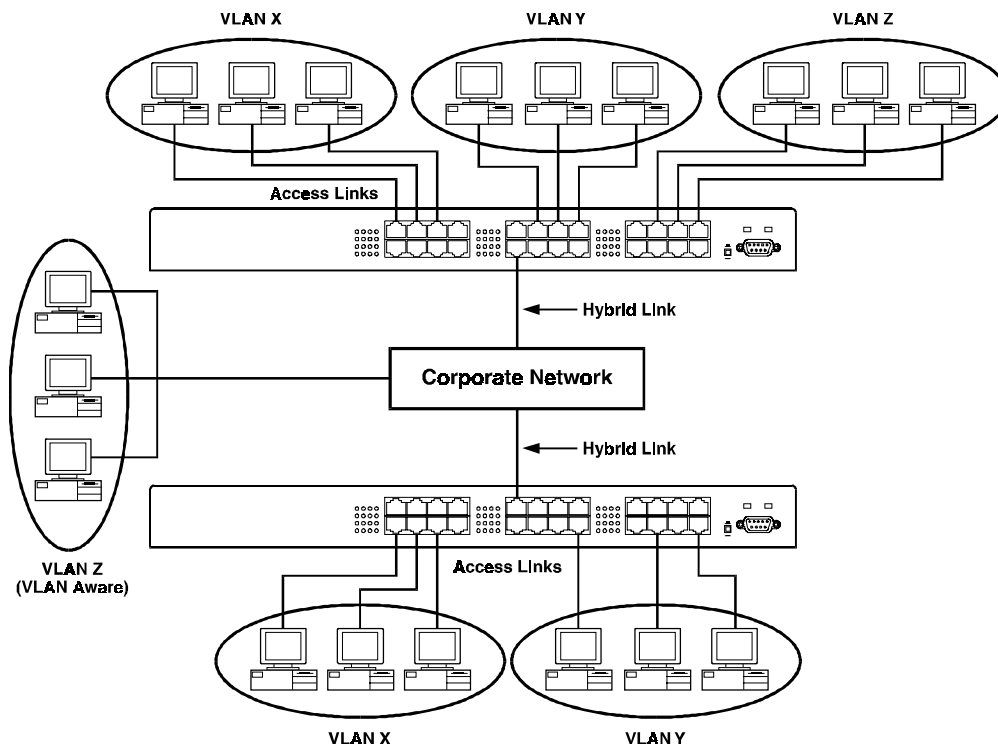 VLAN X
VLAN Y
VLAN Z
Access Links
Hybrid Link
Corporate Network
Hybrid Link
VLAN Z
(VLAN Aware)
Access Links
VLAN X
VLAN Y